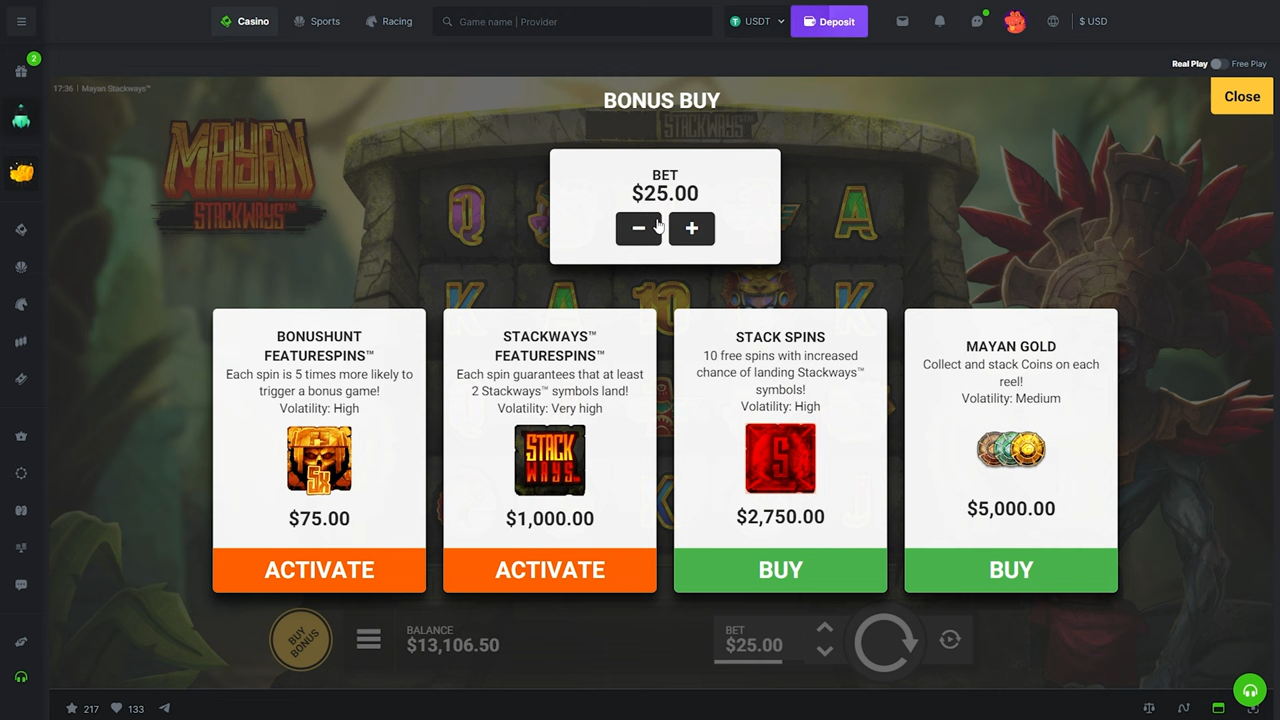 Casino
Sports
Racing
Game name | Provider
USDT
Deposit
$ USD
2
Real Play
Free Play
17:36 | Mayan Stackways™
BONUS BUY
Close
MAYAN
STACKWAYS™
STACKWAYS™
BET
$25.00
Q
A
K
A
10
K
BONUSHUNT
FEATURESPINS™
Each spin is 5 times more likely to
trigger a bonus game!
Volatility: High
5x
$75.00
ACTIVATE
STACKWAYS™
FEATURESPINS™
Each spin guarantees that at least
2 Stackways™ symbols land!
Volatility: Very high
STACK
WAYS
$1,000.00
ACTIVATE
STACK SPINS
10 free spins with increased
chance of landing Stackways™
symbols!
Volatility: High
S
$2,750.00
BUY
MAYAN GOLD
Collect and stack Coins on each
reel!
Volatility: Medium
$5,000.00
BUY
K
J
BUY
BONUS
BALANCE
$13,106.50
BET
$25.00
217
133